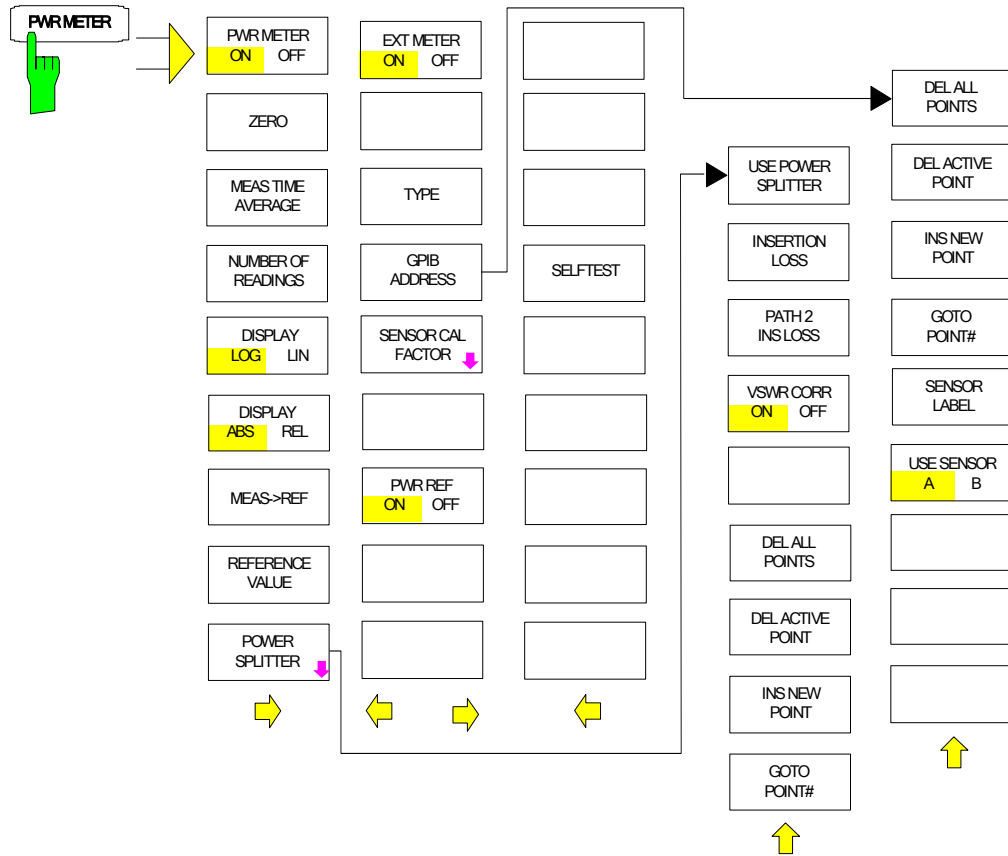 PWR METER
PWR METER
ON OFF
ZERO
MEAS TIME
AVERAGE
NUMBER OF
READINGS
DISPLAY
LOG LIN
DISPLAY
ABS REL
MEAS->REF
REFERENCE
VALUE
POWER
SPLITTER
EXT METER
ON OFF
TYPE
GPIB
ADDRESS
SENSOR CAL
FACTOR
PWR REF
ON OFF
SELFTEST
USE POWER
SPLITTER
INSERTION
LOSS
PATH 2
INS LOSS
VSWR CORR
ON OFF
DEL ALL
POINTS
DEL ACTIVE
POINT
INS NEW
POINT
GOTO
POINT#
DEL ALL
POINTS
DEL ACTIVE
POINT
INS NEW
POINT
GOTO
POINT#
SENSOR
LABEL
USE SENSOR
A B